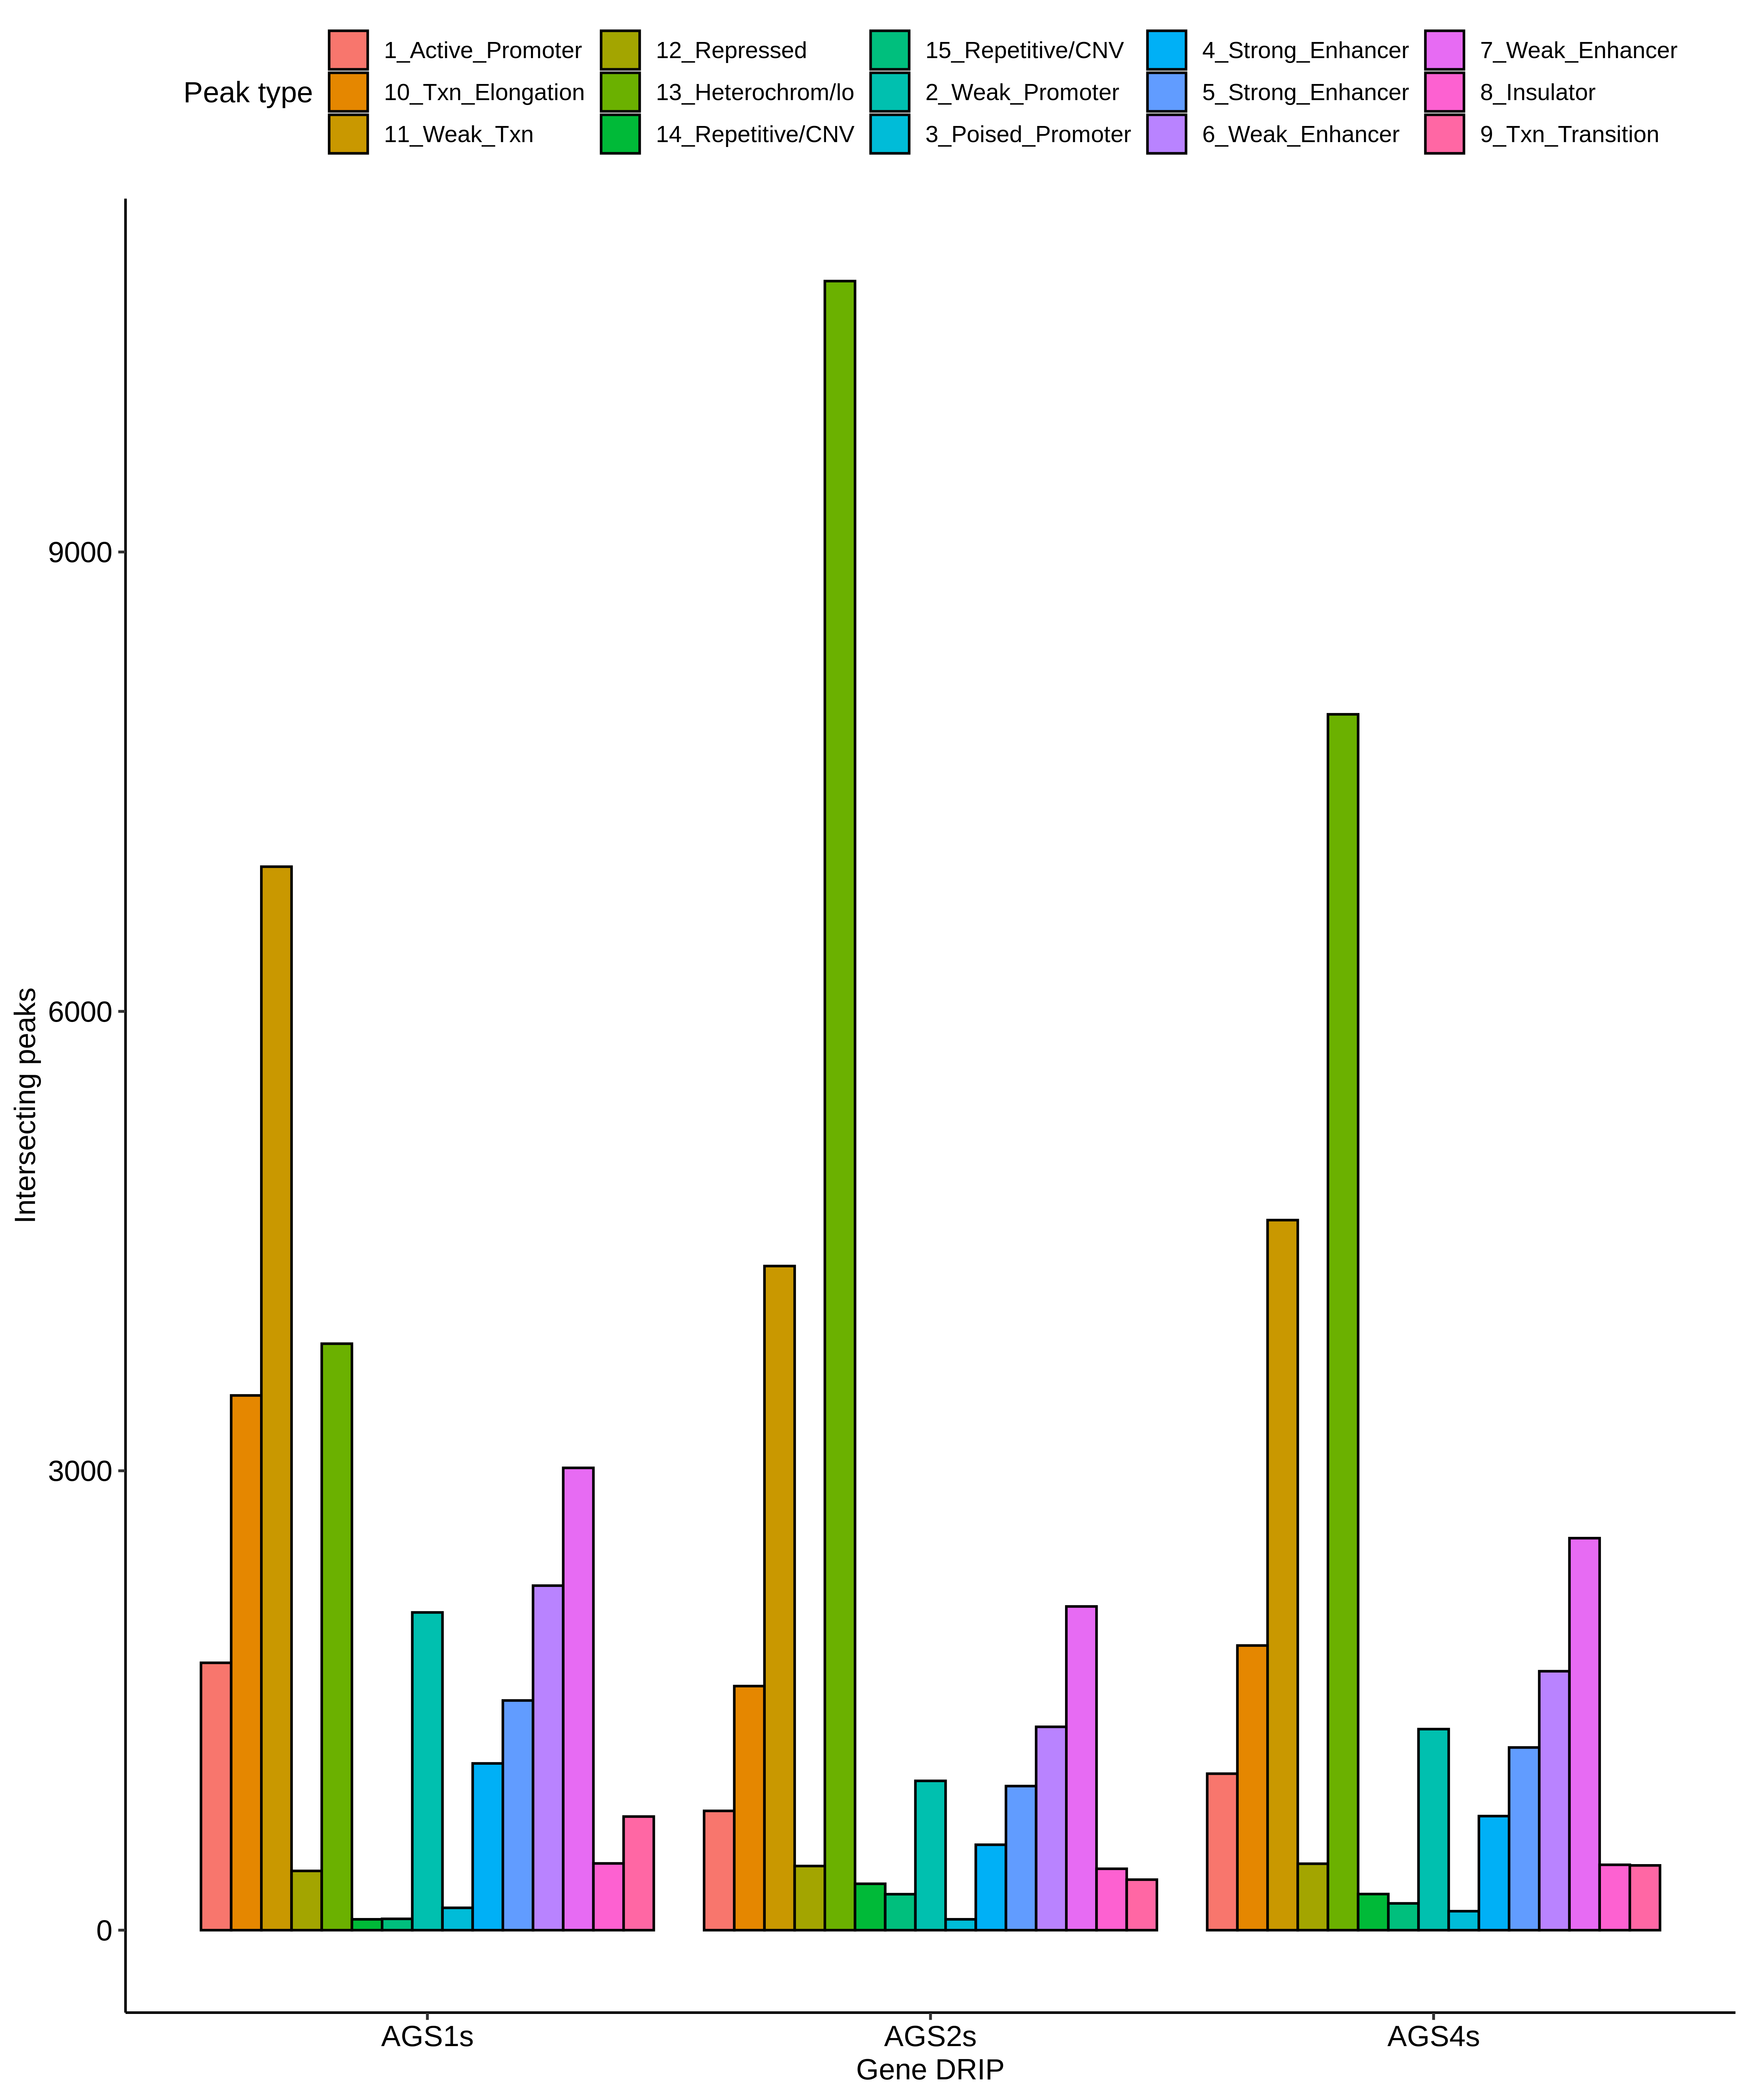 Peak type
1_Active_Promoter
10_Txn_Elongation
11_Weak_Txn
12_Repressed
13_Heterochrom/lo
14_Repetitive/CNV
15_Repetitive/CNV
2_Weak_Promoter
3_Poised_Promoter
4_Strong_Enhancer
5_Strong_Enhancer
6_Weak_Enhancer
7_Weak_Enhancer
8_Insulator
9_Txn_Transition
Intersecting peaks
9000
6000
3000
0
AGS1s
AGS2s
AGS4s
Gene DRIP